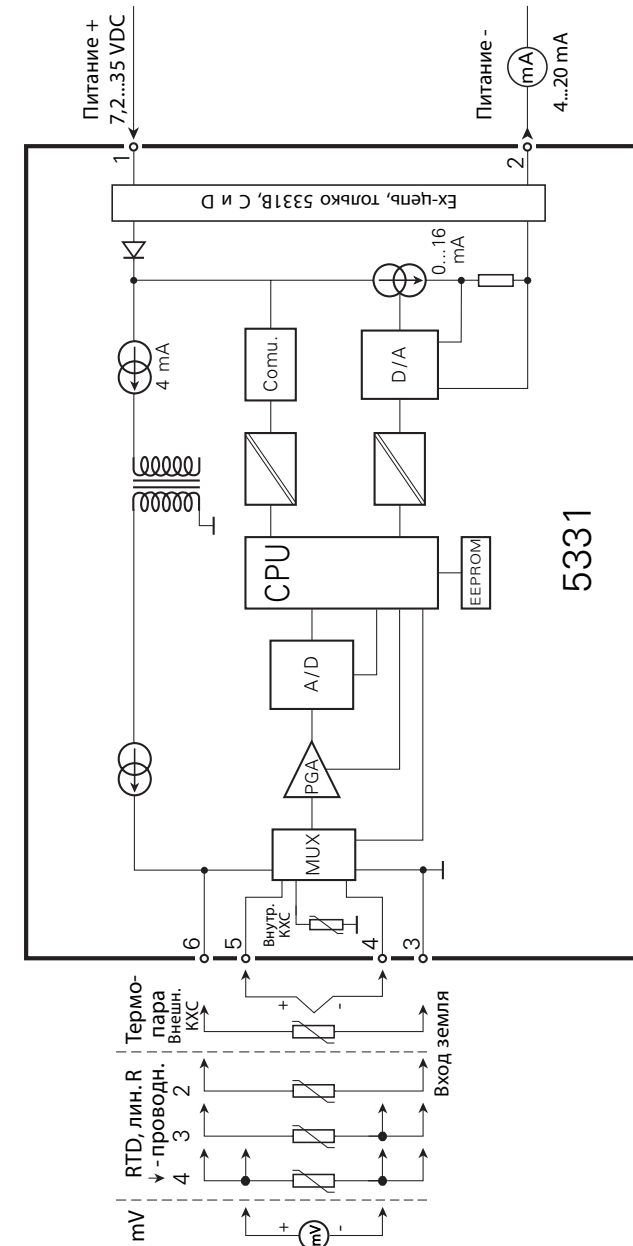 Питание +
7,2...35 VDC
Питание -
mA
4...20 mA
1
2
Ex-цепь, только 5331B, C и D
4 mA
0...16
mA
Comu.
D/A
CPU
EEPROM
5331
A/D
PGA
MUX
Внутр.
КХС
6
5
4
3
+
-
Термо-
пара
Внешн.
КХС
Вход земля
RTD, лин. R
- проводн.
2
3
4
mV
+
mV
-